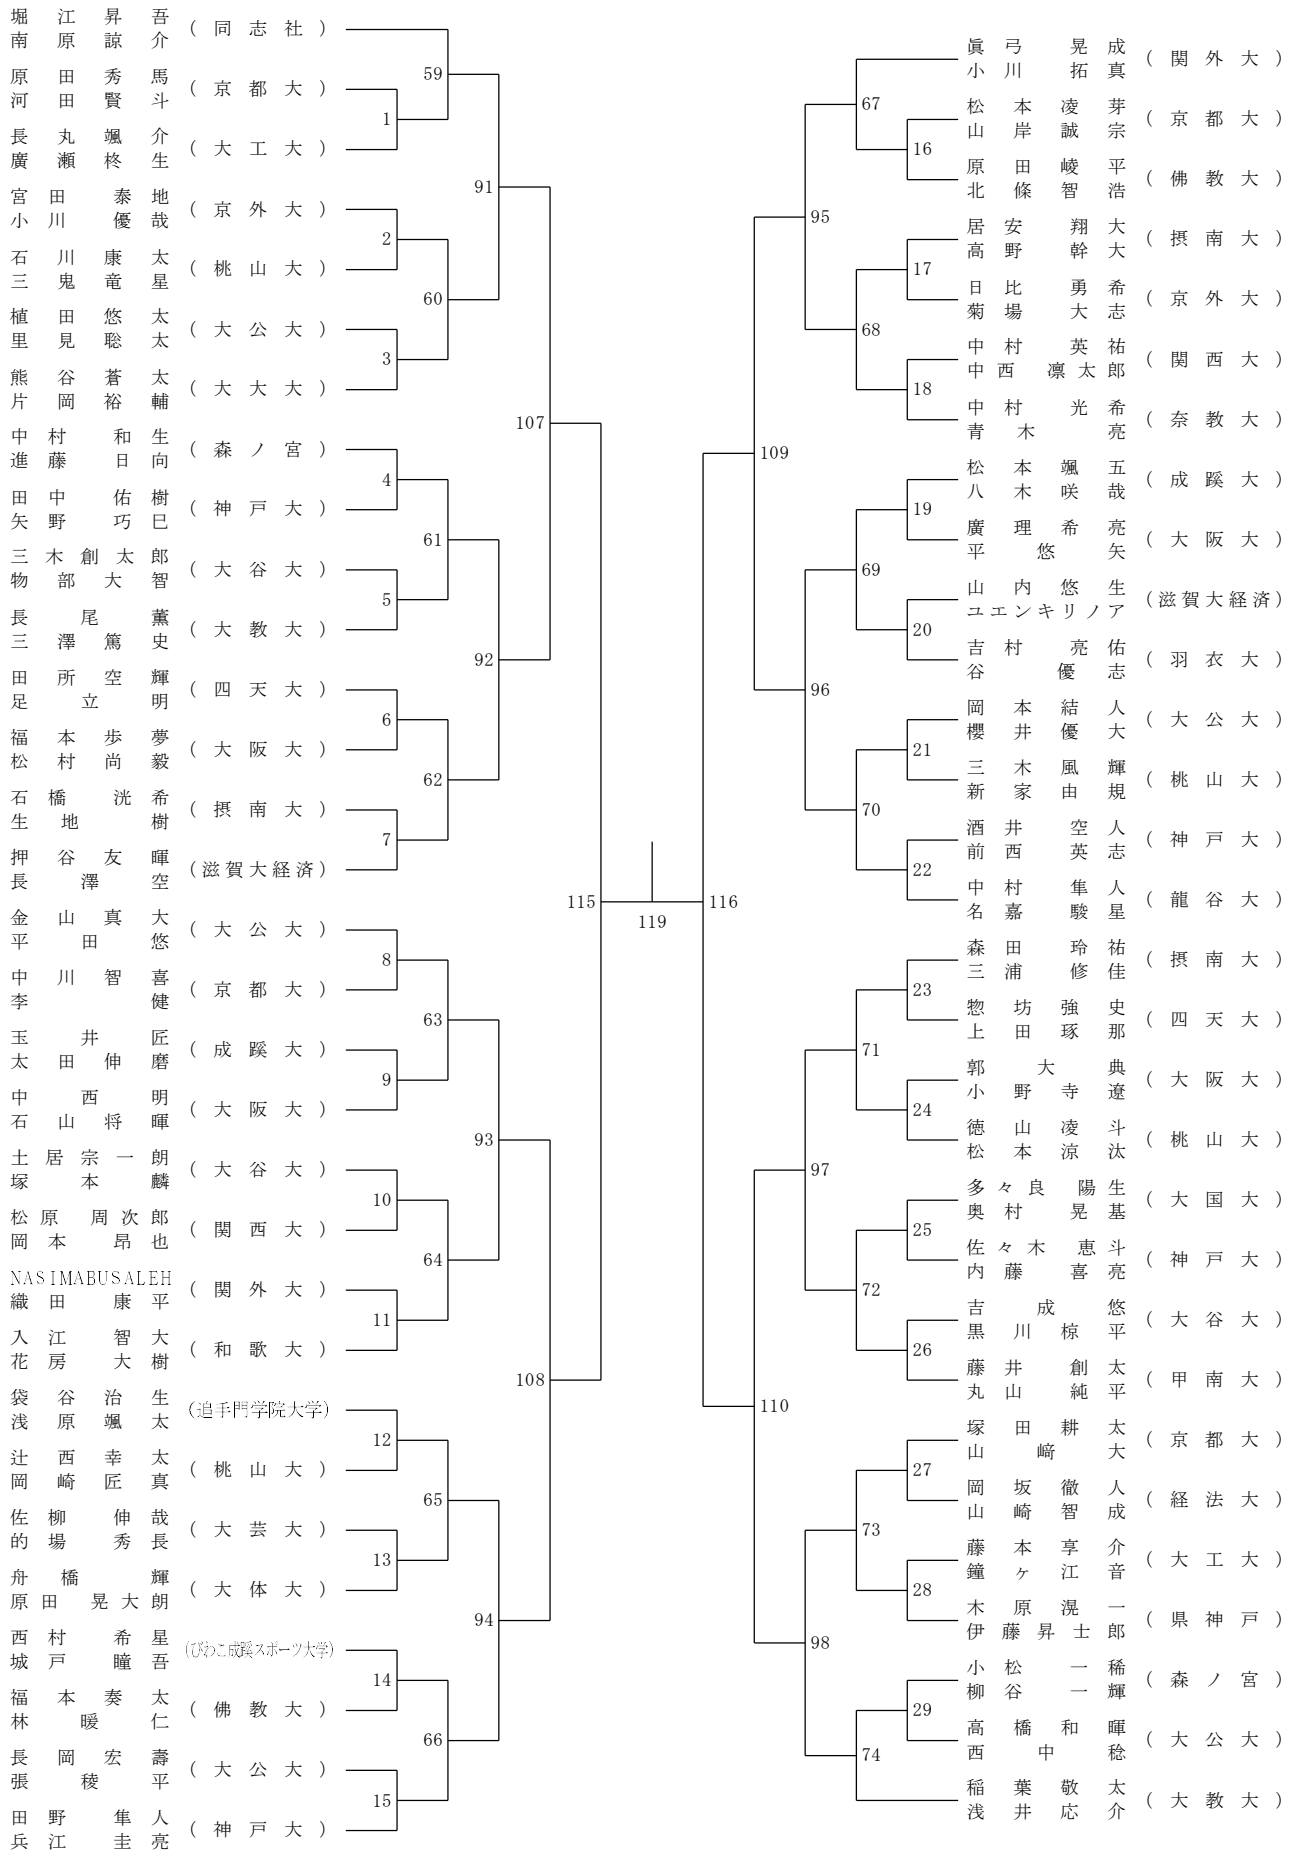 堀江昇吾
南原諒介
(同志社)
原田秀馬
河田賢斗
(京都大)
長丸颯介
廣瀬柊生
(大工大)
宮田泰地
小川優哉
(京外大)
石川康太
三鬼竜星
(桃山大)
植田悠太
里見聡太
(大公大)
熊谷蒼太
片岡裕輔
(大大大)
中村和生
進藤日向
(森ノ宮)
田中佑樹
矢野巧巳
(神戸大)
三木創太郎
物部大智
(大谷大)
長尾薫
三澤篤史
(大教大)
田所空輝
足立明
(四天大)
福本歩夢
松村尚毅
(大阪大)
石橋洸希
生地樹
(摂南大)
押谷友暉
長澤空
(滋賀大経済)
金山真大
平田悠
(大公大)
中川智喜
李健
(京都大)
玉井匠
太田伸磨
(成蹊大)
中西明
石山将暉
(大阪大)
土居宗一朗
塚本麟
(大谷大)
松原周次郎
岡本昂也
(関西大)
NASIMABUSALEH
織田康平
(関外大)
入江智大
花房大樹
(和歌大)
袋谷治生
浅原颯太
(追手門学院大学)
辻西幸太
岡崎匠真
(桃山大)
佐柳伸哉
的場秀長
(大芸大)
舟橋輝
原田晃大朗
(大体大)
西村希星
城戸瞳吾
(びわこ成蹊スポーツ大学)
福本奏太
林暖仁
(佛教大)
長岡宏壽
張稜平
(大公大)
田野隼人
兵江圭亮
(神戸大)
1
2
3
4
5
6
7
8
9
10
11
12
13
14
15
59
60
61
62
63
64
65
66
91
92
93
94
107
108
115
119
116
109
110
95
96
97
98
67
68
69
70
71
72
73
74
16
17
18
19
20
21
22
23
24
25
26
27
28
29
眞弓晃成
小川拓真
(関外大)
松本凌芽
山岸誠宗
(京都大)
原田崚平
北條智浩
(佛教大)
居安翔大
高野幹大
(摂南大)
日比勇希
菊場大志
(京外大)
中村英祐
中西凛太郎
(関西大)
中村光希
青木亮
(奈教大)
松本颯五
八木咲哉
(成蹊大)
廣理希亮
平悠矢
(大阪大)
山内悠生
ユエンキリノア
(滋賀大経済)
吉村亮佑
谷優志
(羽衣大)
岡本結人
櫻井優大
(大公大)
三木風輝
新家由規
(桃山大)
酒井空人
前西英志
(神戸大)
中村隼人
名嘉駿星
(龍谷大)
森田玲祐
三浦修佳
(摂南大)
惣坊強史
上田琢那
(四天大)
郭大典
小野寺遼
(大阪大)
徳山凌斗
松本涼汰
(桃山大)
多々良陽生
奥村晃基
(大国大)
佐々木恵斗
内藤喜亮
(神戸大)
吉成悠
黒川椋平
(大谷大)
藤井創太
丸山純平
(甲南大)
塚田耕太
山﨑大
(京都大)
岡坂徹人
山崎智成
(経法大)
藤本享介
鐘ヶ江音
(大工大)
木原滉一
伊藤昇士郎
(県神戸)
小松一稀
柳谷一輝
(森ノ宮)
高橋和暉
西中稔
(大公大)
稲葉敬太
浅井応介
(大教大)